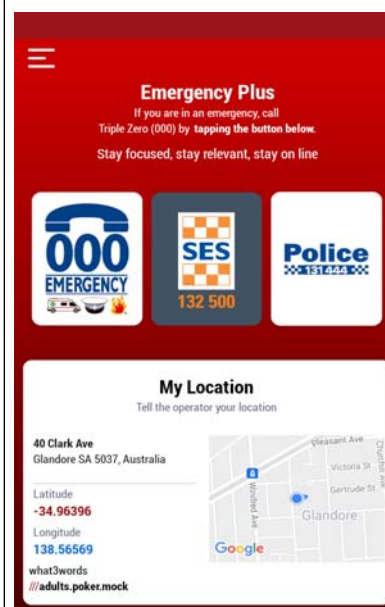 Emergency Plus
If you are in an emergency, call
Triple Zero (000) by tapping the button below.
Stay focused, stay relevant, stay on line
000
EMERGENCY
SES
132 500
Police
131 444
My Location
Tell the operator your location
40 Clark Ave
Glandore SA 5037, Australia
Latitude
-34.96396
Longitude
138.56569
what3words
///adults.poker.mock
Pleasant Ave
Churchill Ave
Victoria St
Gertrude St
Winifred Ave
Glandore
Google